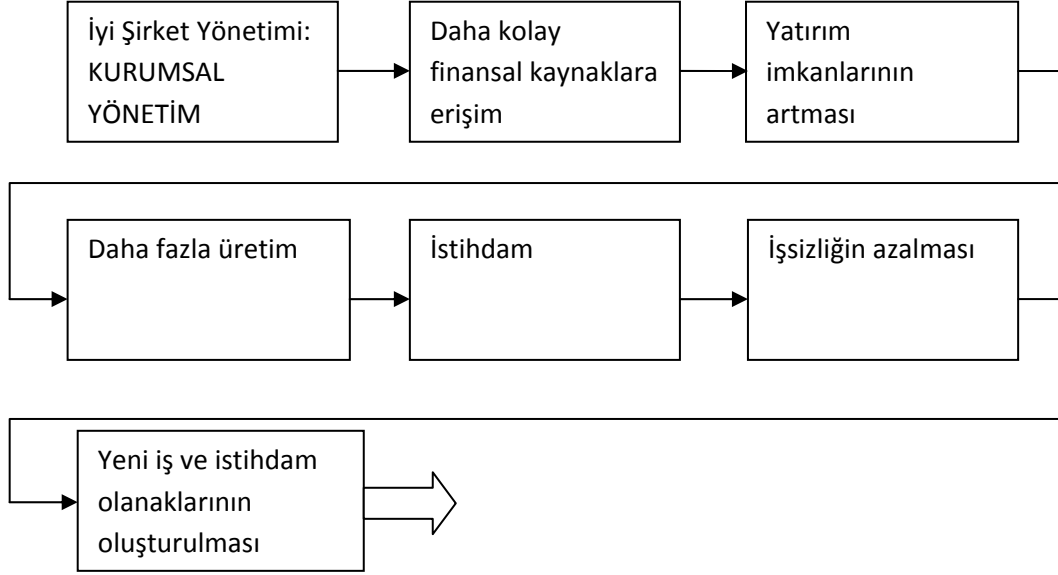 İyi Şirket Yönetimi:
KURUMSAL
YÖNETİM
Daha kolay
finansal kaynaklara
erişim
Yatırım
imkanlarının
artması
Daha fazla üretim
İstihdam
İşsizliğin azalması
Yeni iş ve istihdam
olanaklarının
oluşturulması